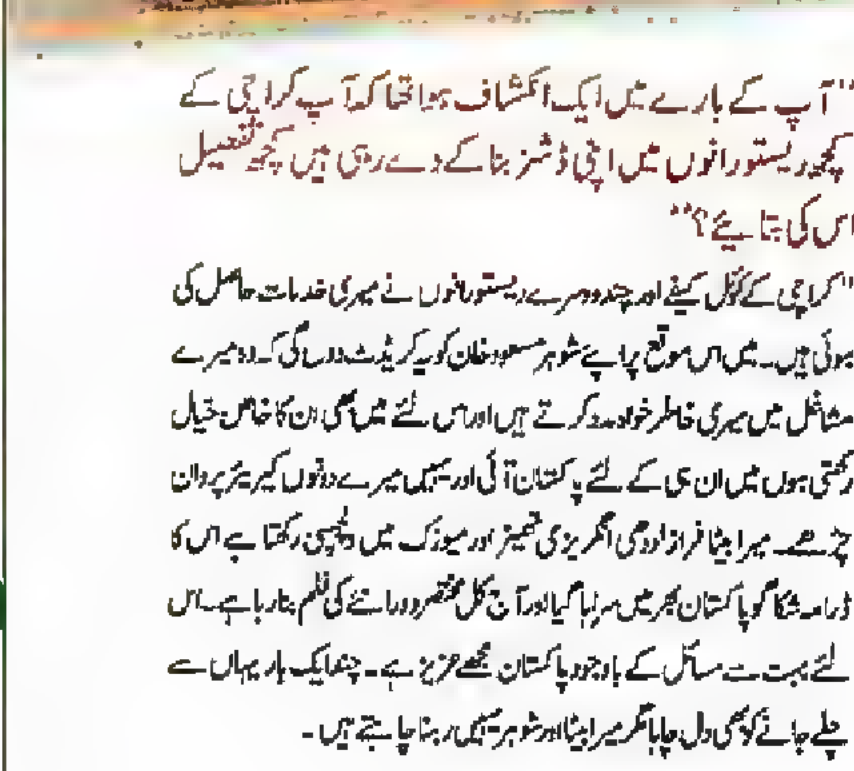 "آپ کے بارے میں ایک انکشاف ہوا تھا کہ آپ کراچی کے
کچھ ریستورانوں میں اپنی ڈشز بنا کے دے رہی ہیں کچھ تفصیل
اس کی بتایئے؟"
"کراچی کے کوئل کیفے اور چند دوسرے ریستورانوں نے میری خدمات حاصل کی
ہوئی ہیں۔ میں اس موقع پر اپنے شوہر مسعود خان کو یہ کریڈٹ دوں گی کہ وہ میرے
مشاغل میں میری خاطر خواہ مدد کرتے ہیں اور اس لئے میں بھی ان کا خاص خیال
رکھتی ہوں میں ان ہی کے لئے پاکستان آئی اور یہیں میرے دونوں کیریئر پروان
چڑھے۔ میرا بیٹا فراز لودھی انگریزی تھیٹر اور میوزک میں دلچسپی رکھتا ہے اس کا
ڈرامہ شکاگو پاکستان بھر میں سراہا گیا اور آج کل مختصر دورانئے کی فلم بنا رہا ہے۔ اس
لئے بہت سے مسائل کے باوجود پاکستان مجھے عزیز ہے۔ چند ایک بار یہاں سے
چلے جانے کو بھی دل چاہا مگر میرا بیٹا اور شوہر یہیں رہنا چاہتے ہیں۔